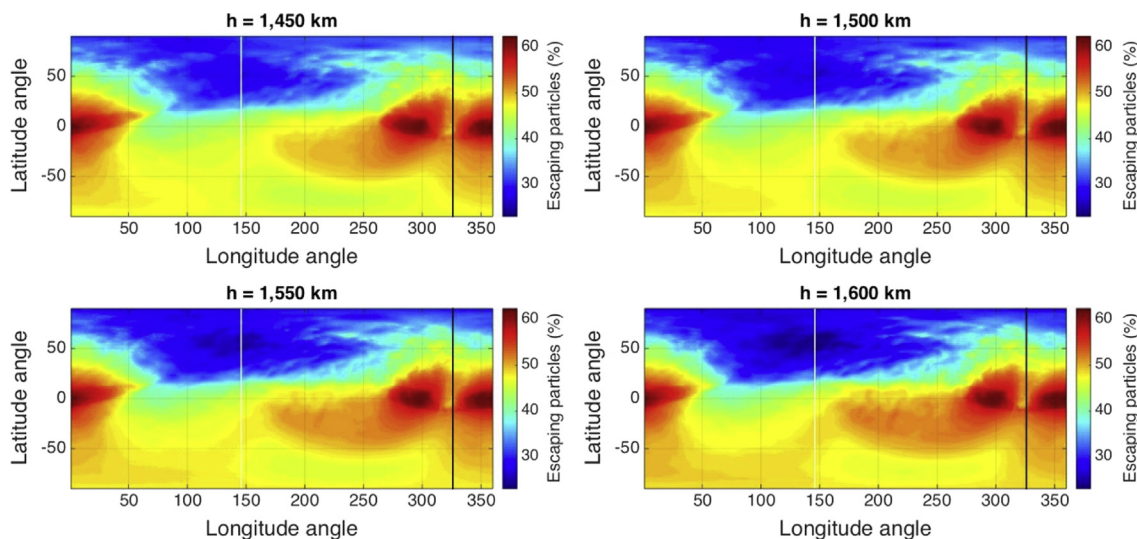 h = 1,450 km
Latitude angle
50
0
-50
50 100 150 200 250 300 350
Longitude angle
60
50
40
30
Escaping particles (%)
h = 1,500 km
Latitude angle
50
0
-50
50 100 150 200 250 300 350
Longitude angle
60
50
40
30
Escaping particles (%)
h = 1,550 km
Latitude angle
50
0
-50
50 100 150 200 250 300 350
Longitude angle
60
50
40
30
Escaping particles (%)
h = 1,600 km
Latitude angle
50
0
-50
50 100 150 200 250 300 350
Longitude angle
60
50
40
30
Escaping particles (%)